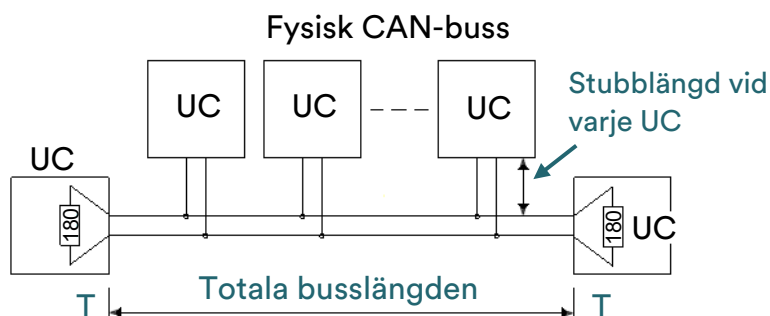 Fysisk CAN-buss
UC
UC
UC
Stubblängd vid
varje UC
UC
180
180
UC
T
Totala busslängden
T